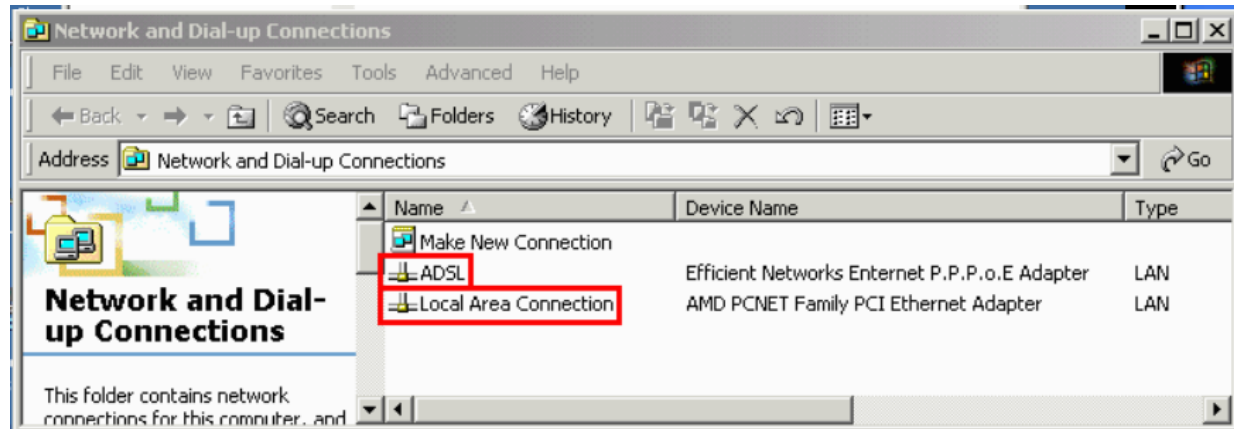 Network and Dial-up Connections
File Edit View Favorites Tools Advanced Help
Back Search Folders History
Address Network and Dial-up Connections Go
Name Device Name Type
Make New Connection
ADSL Efficient Networks Enternet P.P.P.o.E Adapter LAN
Local Area Connection AMD PCNET Family PCI Ethernet Adapter LAN
Network and Dial-
up Connections
This folder contains network
connections for this computer, and